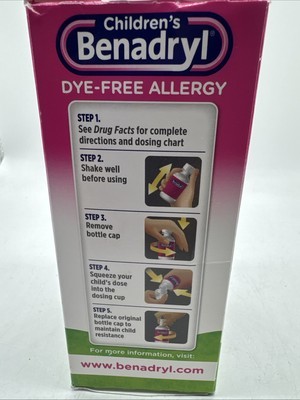 Children's
Benadryl®
DYE-FREE ALLERGY
STEP 1.
See Drug Facts for complete
directions and dosing chart
STEP 2.
Shake well
before using
STEP 3.
Remove
bottle cap
STEP 4.
Squeeze your
child's dose
into the
dosing cup
STEP 5.
Replace original
bottle cap to
maintain child
resistance
For more information, visit:
www.benadryl.com